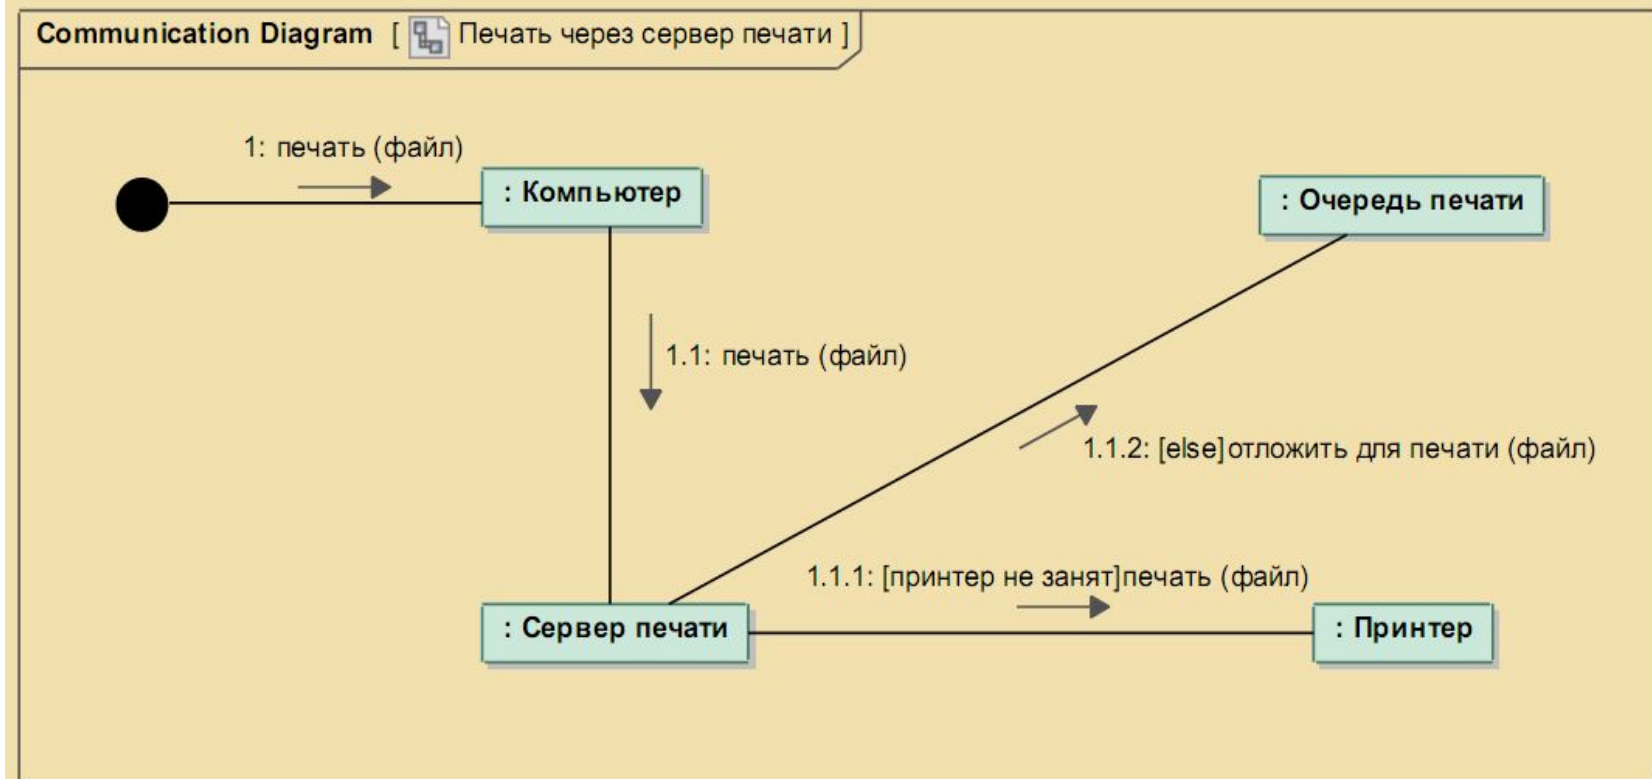 Communication Diagram [ Печать через сервер печати ]
1: печать (файл)
: Компьютер
: Очередь печати
1.1: печать (файл)
1.1.2: [else]отложить для печати (файл)
1.1.1: [принтер не занят]печать (файл)
: Сервер печати
: Принтер